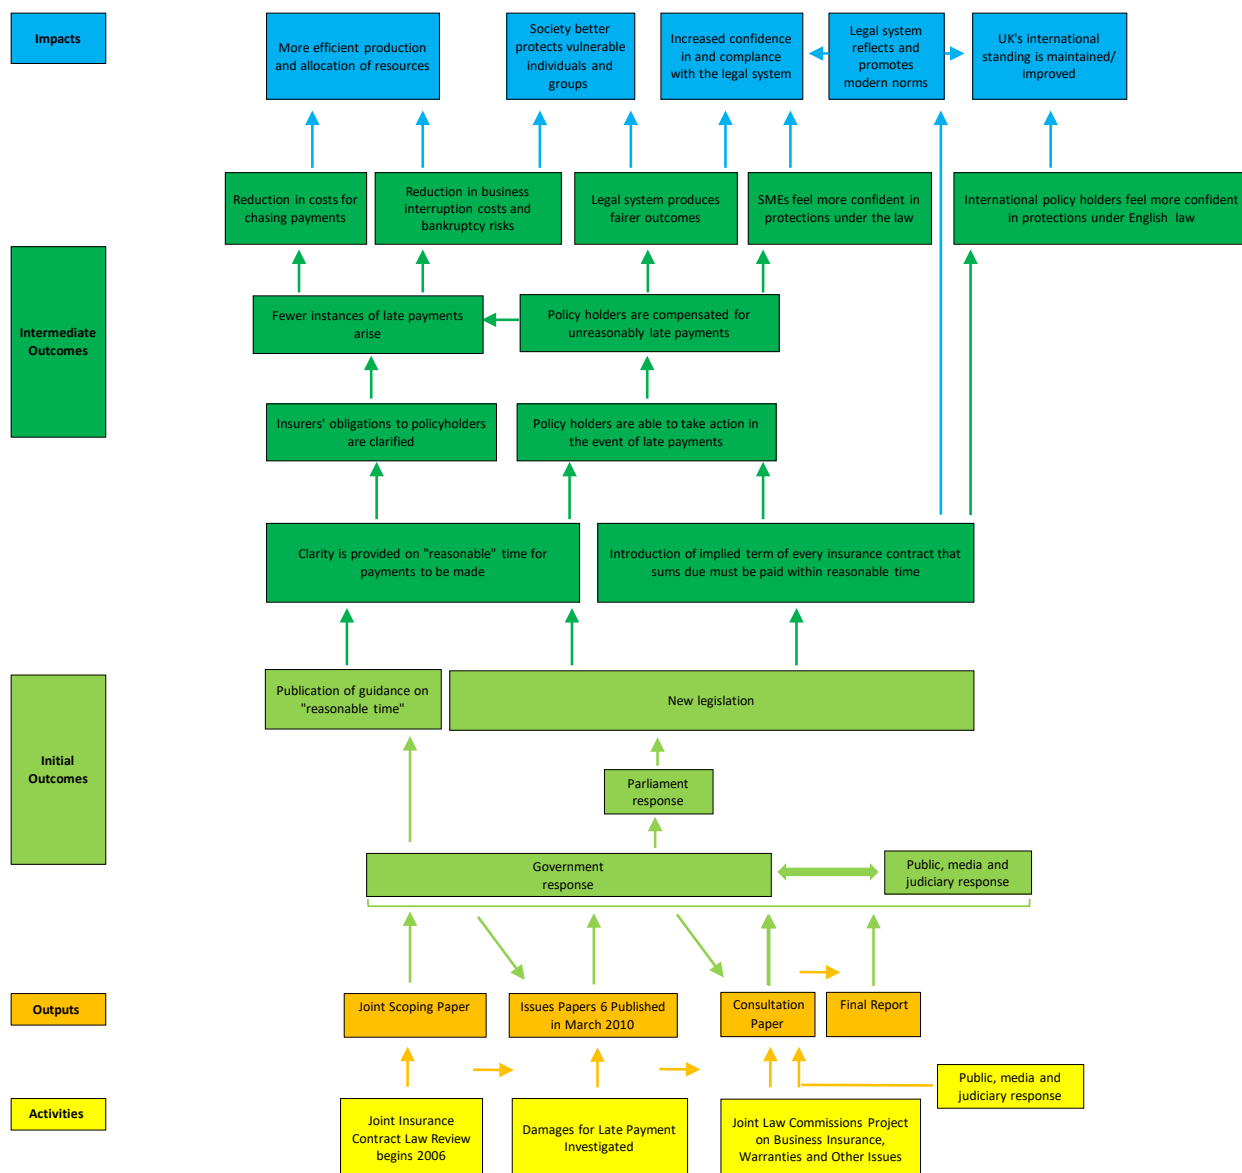 Impacts
More efficient production
and allocation of resources
Society better
protects vulnerable
individuals and
groups
Increased confidence
in and compliance
with the legal system
Legal system
reflects and
promotes
modern norms
UK's international
standing is maintained/
improved
Reduction in costs for
chasing payments
Reduction in business
interruption costs and
bankruptcy risks
Legal system produces
fairer outcomes
SMEs feel more confident in
protections under the law
International policy holders feel more confident
in protections under English law
Intermediate
Outcomes
Fewer instances of late payments
arise
Policy holders are compensated for
unreasonably late payments
Insurers' obligations to policyholders
are clarified
Policy holders are able to take action in
the event of late payments
Clarity is provided on "reasonable" time for
payments to be made
Introduction of implied term of every insurance contract that
sums due must be paid within reasonable time
Initial
Outcomes
Publication of guidance on
"reasonable time"
New legislation
Parliament
response
Government
response
Public, media and
judiciary response
Outputs
Joint Scoping Paper
Issues Papers 6 Published
in March 2010
Consultation
Paper
Final Report
Activities
Joint Insurance
Contract Law Review
begins 2006
Damages for Late Payment
Investigated
Joint Law Commissions Project
on Business Insurance,
Warranties and Other Issues
Public, media and
judiciary response